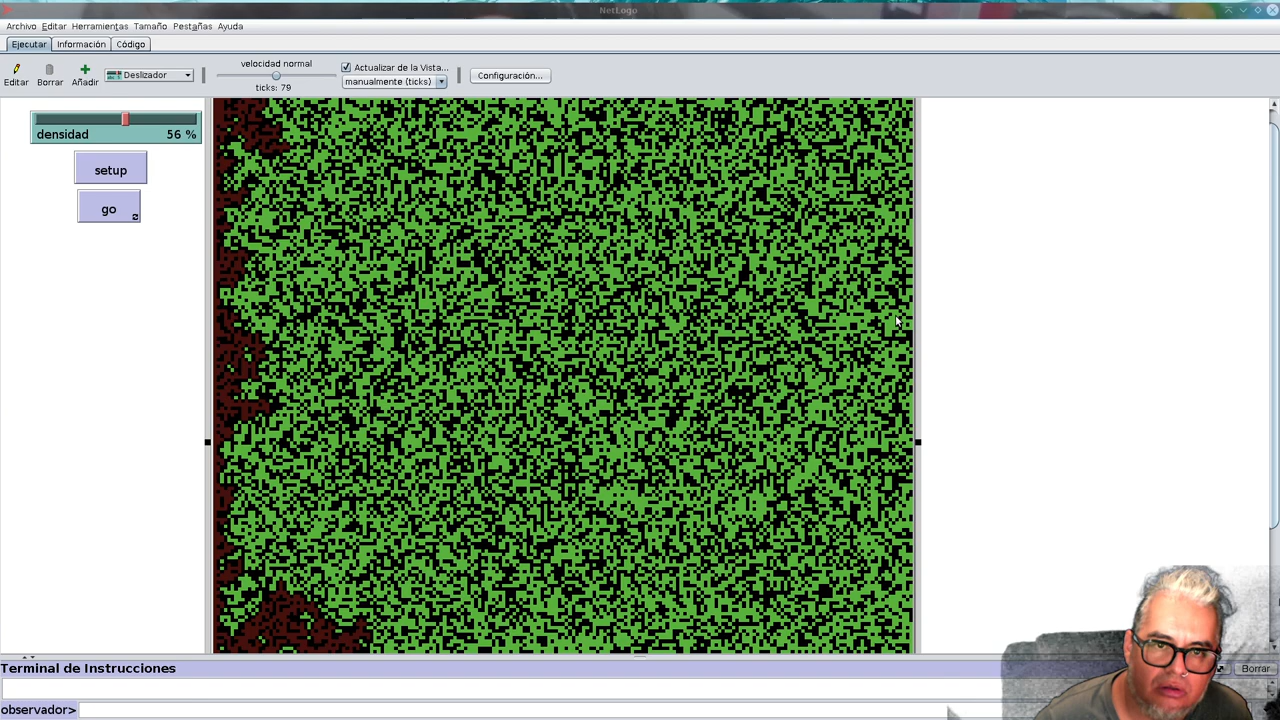 NetLogo
Archivo Editar Herramientas Tamaño Pestañas Ayuda
Ejecutar Información Código
Editar Borrar Añadir Deslizador
velocidad normal
ticks: 79
Actualizar de la Vista...
manualmente (ticks)
Configuración...
densidad 56 %
setup
go
Terminal de Instrucciones
Borrar
observador>